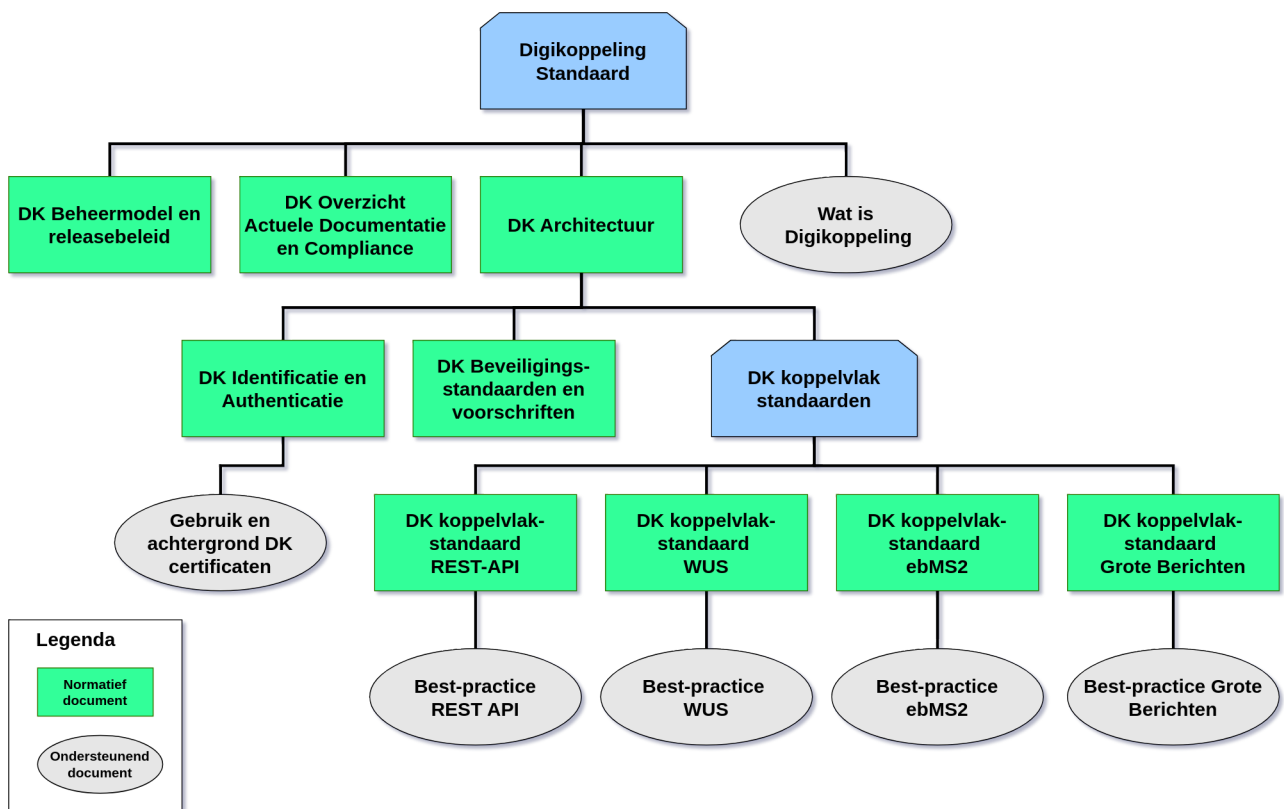 Digikoppeling
Standaard
DK Beheermodel en
releasebeleid
DK Overzicht
Actuele Documentatie
en Compliance
DK Architectuur
Wat is
Digikoppeling
DK Identificatie en
Authenticatie
DK Beveiligings-
standaarden en
voorschriften
DK koppelvlak
standaarden
Gebruik en
achtergrond DK
certificaten
DK koppelvlak-
standaard
REST-API
DK koppelvlak-
standaard
WUS
DK koppelvlak-
standaard
ebMS2
DK koppelvlak-
standaard
Grote Berichten
Best-practice
REST API
Best-practice
WUS
Best-practice
ebMS2
Best-practice Grote
Berichten
Legenda
Normatief
document
Ondersteunend
document